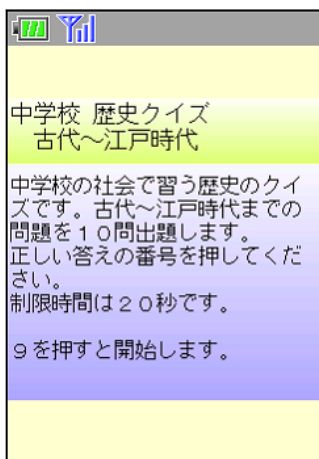 中学校 歴史クイズ
古代～江戸時代
中学校の社会で習う歴史のクイ
ズです。古代～江戸時代までの
問題を１０問出題します。
正しい答えの番号を押してくだ
さい。
制限時間は２０秒です。
９を押すと開始します。